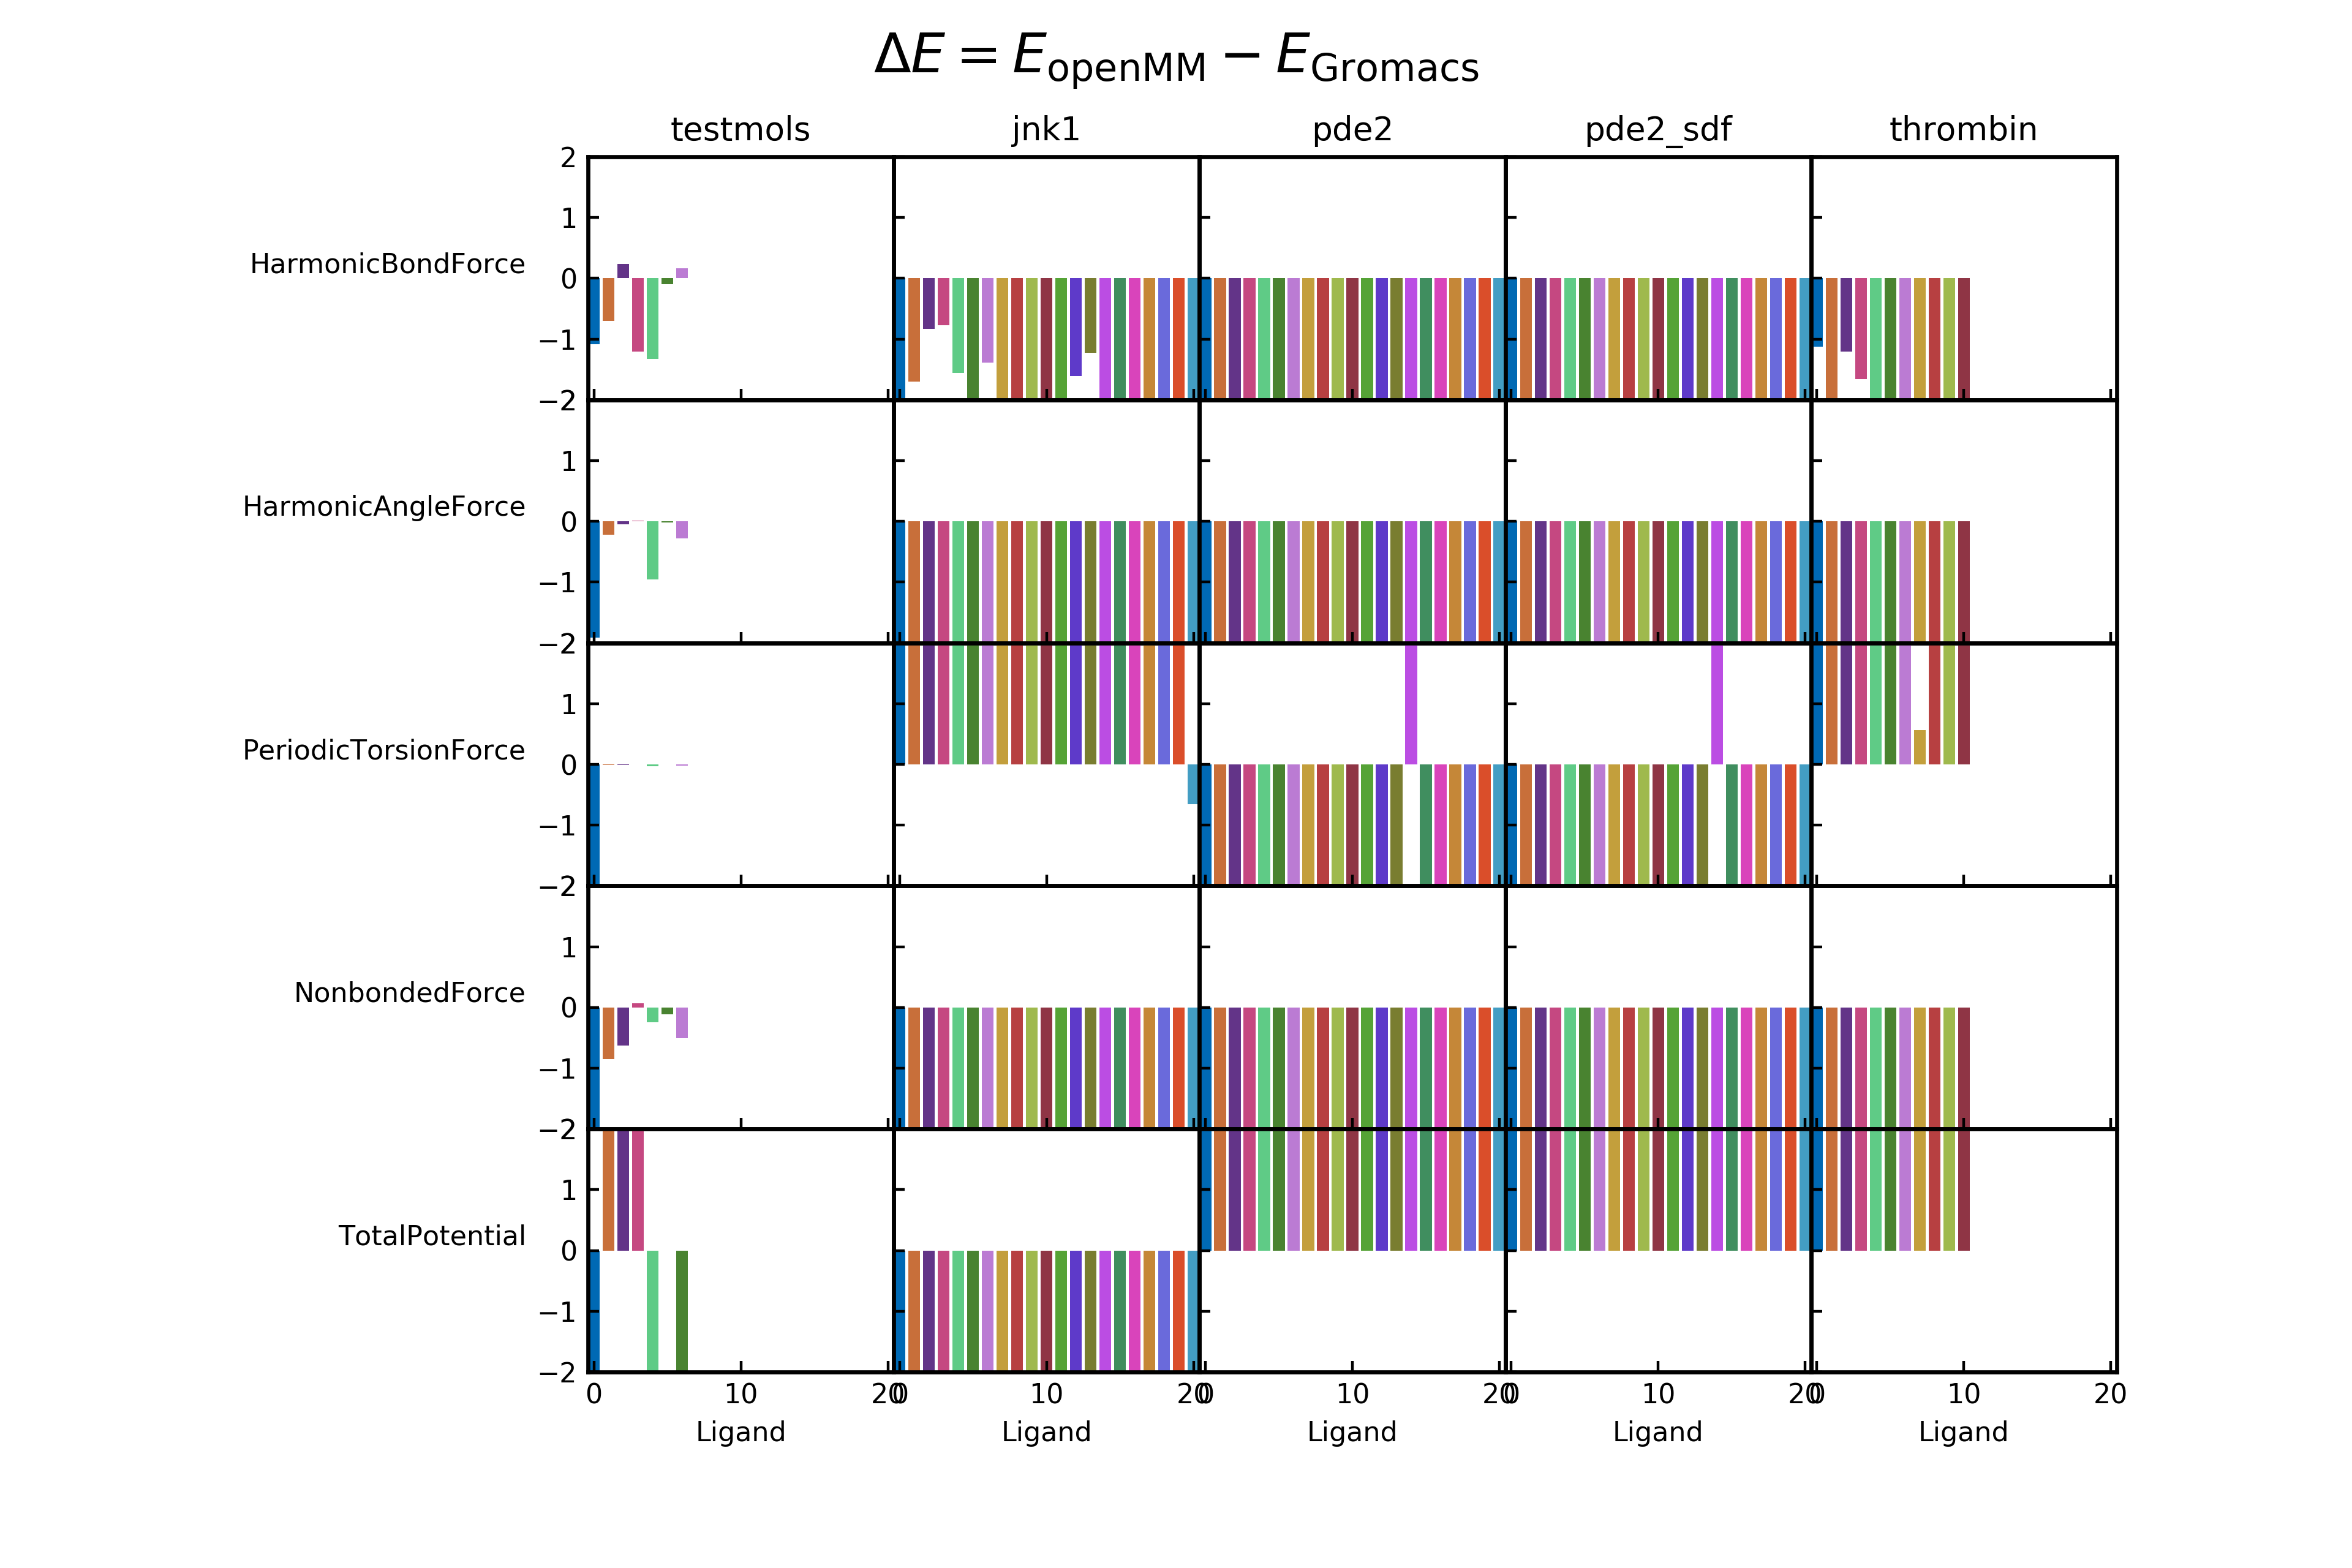 ΔE = E_openMM − E_Gromacs
testmols jnk1 pde2 pde2_sdf thrombin
2
1
HarmonicBondForce 0
−1
−2
1
HarmonicAngleForce 0
−1
−2
1
PeriodicTorsionForce 0
−1
−2
1
NonbondedForce 0
−1
−2
1
TotalPotential 0
−1
−2
0 10 20 0 10 20 0 10 20 0 10 20 0 10 20
Ligand Ligand Ligand Ligand Ligand